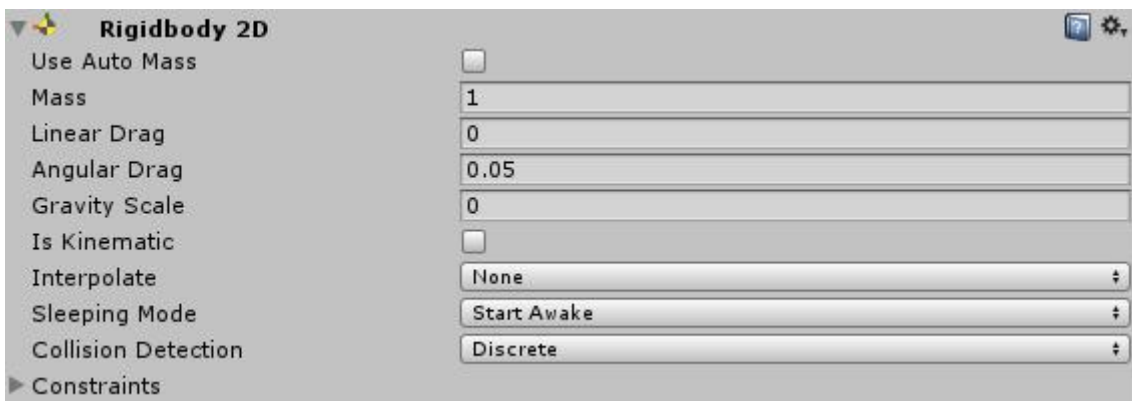 Rigidbody 2D
Use Auto Mass
Mass 1
Linear Drag 0
Angular Drag 0.05
Gravity Scale 0
Is Kinematic
Interpolate None
Sleeping Mode Start Awake
Collision Detection Discrete
Constraints